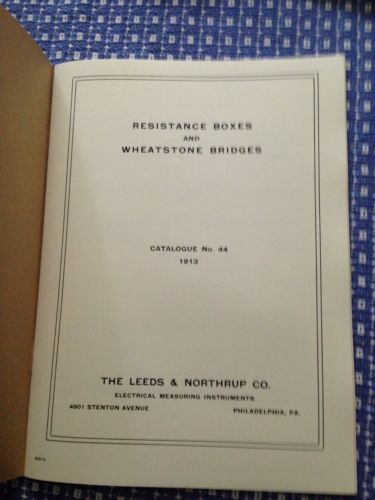 RESISTANCE BOXES
AND
WHEATSTONE BRIDGES
CATALOGUE No. 44
1913
THE LEEDS & NORTHRUP CO.
ELECTRICAL MEASURING INSTRUMENTS
4901 STENTON AVENUE PHILADELPHIA, PA.